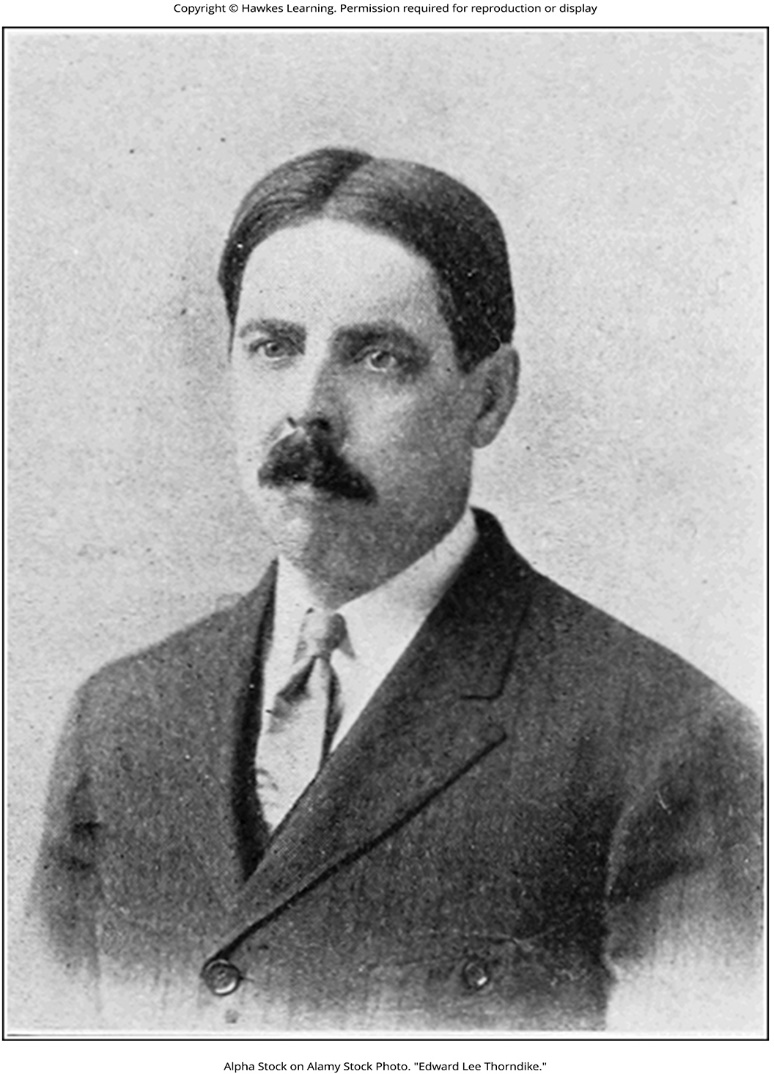 Copyright © Hawkes Learning. Permission required for reproduction or display
Alpha Stock on Alamy Stock Photo. "Edward Lee Thorndike."